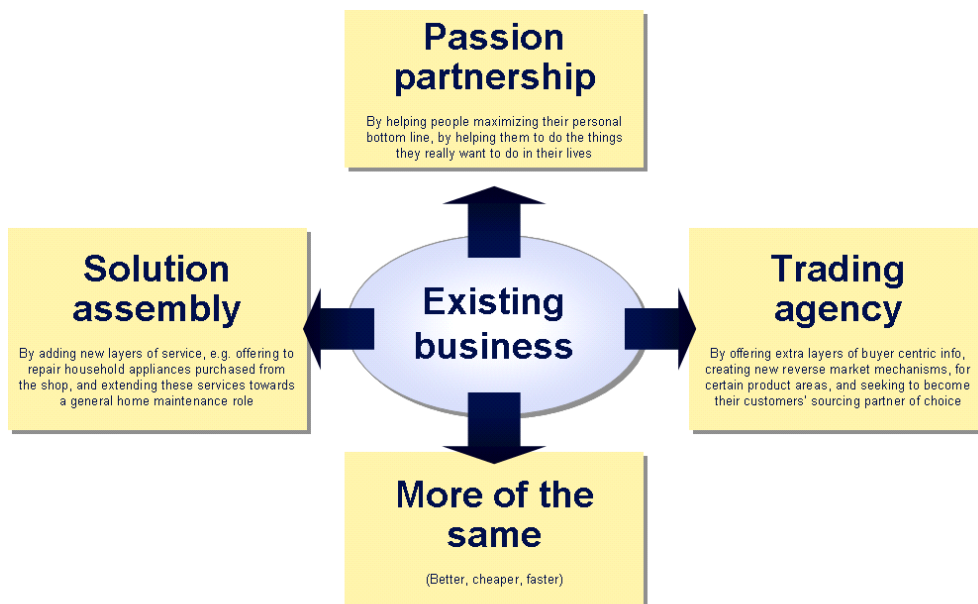 Passion
partnership
By helping people maximizing their personal
bottom line, by helping them to do the things
they really want to do in their lives
Solution
assembly
By adding new layers of service, e.g. offering to
repair household appliances purchased from
the shop, and extending these services towards
a general home maintenance role
Existing
business
Trading
agency
By offering extra layers of buyer centric info,
creating new reverse market mechanisms, for
certain product areas, and seeking to become
their customers' sourcing partner of choice
More of the
same
(Better, cheaper, faster)